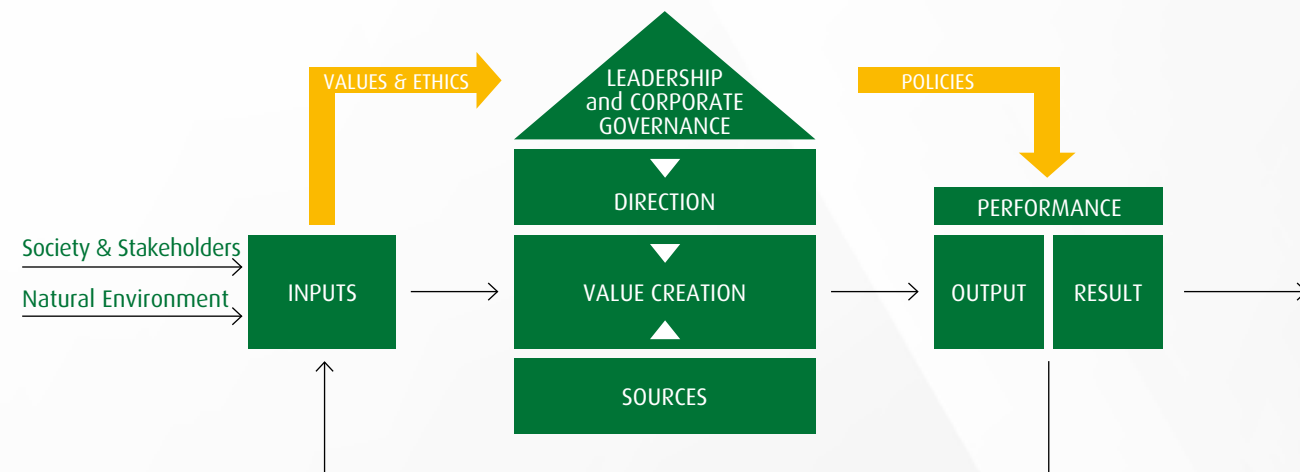 VALUES & ETHICS
LEADERSHIP
and CORPORATE
GOVERNANCE
POLICIES
DIRECTION
PERFORMANCE
Society & Stakeholders
Natural Environment
INPUTS
VALUE CREATION
OUTPUT
RESULT
SOURCES